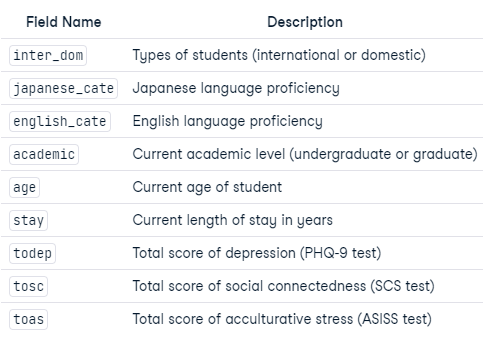 Field Name Description
inter_dom Types of students (international or domestic)
japanese_cate Japanese language proficiency
english_cate English language proficiency
academic Current academic level (undergraduate or graduate)
age Current age of student
stay Current length of stay in years
todep Total score of depression (PHQ-9 test)
tosc Total score of social connectedness (SCS test)
toas Total score of acculturative stress (ASISS test)